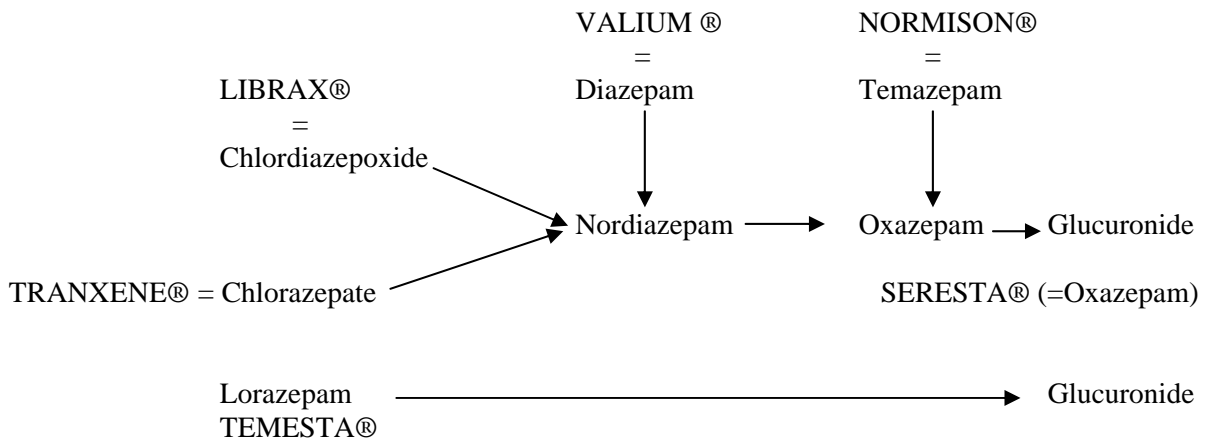 VALIUM ® NORMISON®
= =
LIBRAX® Diazepam Temazepam
=
Chlordiazepoxide
Nordiazepam Oxazepam Glucuronide
TRANXENE® = Chlorazepate SERESTA® (=Oxazepam)
Lorazepam Glucuronide
TEMESTA®